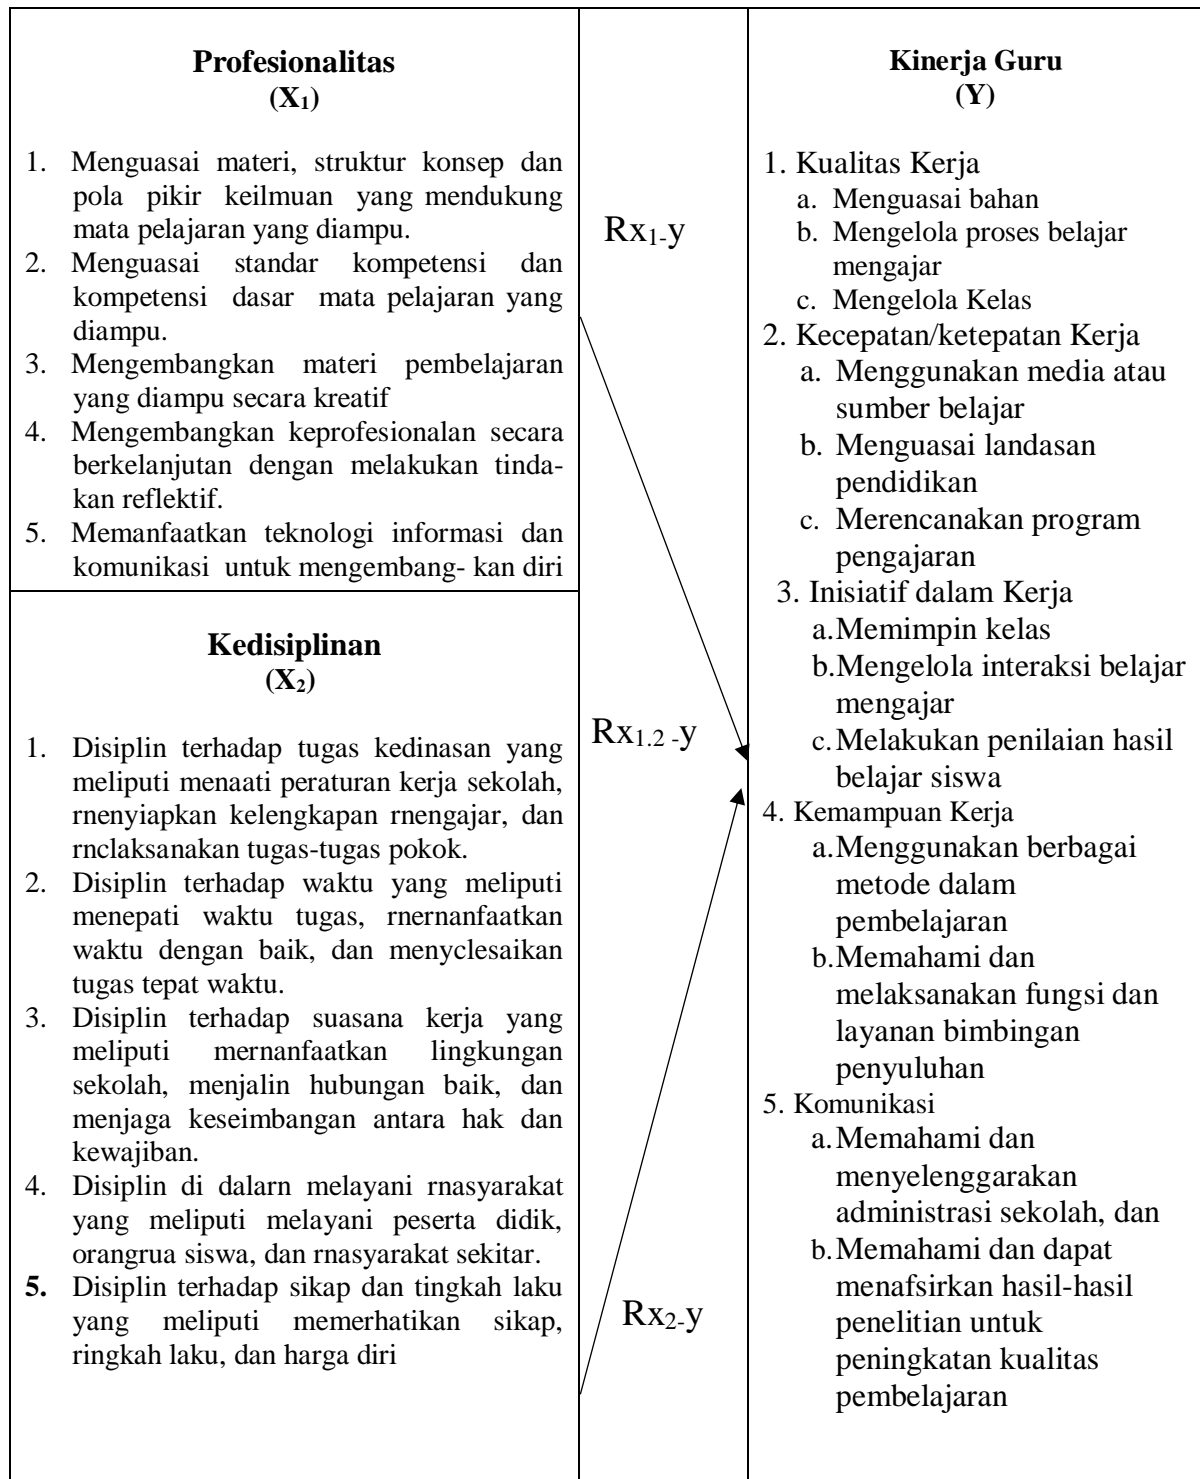 Profesionalitas
(X₁)
1. Menguasai materi, struktur konsep dan
pola pikir keilmuan yang mendukung
mata pelajaran yang diampu.
2. Menguasai standar kompetensi dan
kompetensi dasar mata pelajaran yang
diampu.
3. Mengembangkan materi pembelajaran
yang diampu secara kreatif
4. Mengembangkan keprofesionalan secara
berkelanjutan dengan melakukan tinda-
kan reflektif.
5. Memanfaatkan teknologi informasi dan
komunikasi untuk mengembang- kan diri
Kedisiplinan
(X₂)
1. Disiplin terhadap tugas kedinasan yang
meliputi menaati peraturan kerja sekolah,
rnenyiapkan kelengkapan rnengajar, dan
rnclaksanakan tugas-tugas pokok.
2. Disiplin terhadap waktu yang meliputi
menepati waktu tugas, rnernanfaatkan
waktu dengan baik, dan menyclesaikan
tugas tepat waktu.
3. Disiplin terhadap suasana kerja yang
meliputi mernanfaatkan lingkungan
sekolah, menjalin hubungan baik, dan
menjaga keseimbangan antara hak dan
kewajiban.
4. Disiplin di dalarn melayani rnasyarakat
yang meliputi melayani peserta didik,
orangrua siswa, dan rnasyarakat sekitar.
5. Disiplin terhadap sikap dan tingkah laku
yang meliputi memerhatikan sikap,
ringkah laku, dan harga diri
Rx₁-y
Rx₁.₂ -y
Rx₂-y
Kinerja Guru
(Y)
1. Kualitas Kerja
a. Menguasai bahan
b. Mengelola proses belajar
mengajar
c. Mengelola Kelas
2. Kecepatan/ketepatan Kerja
a. Menggunakan media atau
sumber belajar
b. Menguasai landasan
pendidikan
c. Merencanakan program
pengajaran
3. Inisiatif dalam Kerja
a. Memimpin kelas
b. Mengelola interaksi belajar
mengajar
c. Melakukan penilaian hasil
belajar siswa
4. Kemampuan Kerja
a. Menggunakan berbagai
metode dalam
pembelajaran
b. Memahami dan
melaksanakan fungsi dan
layanan bimbingan
penyuluhan
5. Komunikasi
a. Memahami dan
menyelenggarakan
administrasi sekolah, dan
b. Memahami dan dapat
menafsirkan hasil-hasil
penelitian untuk
peningkatan kualitas
pembelajaran